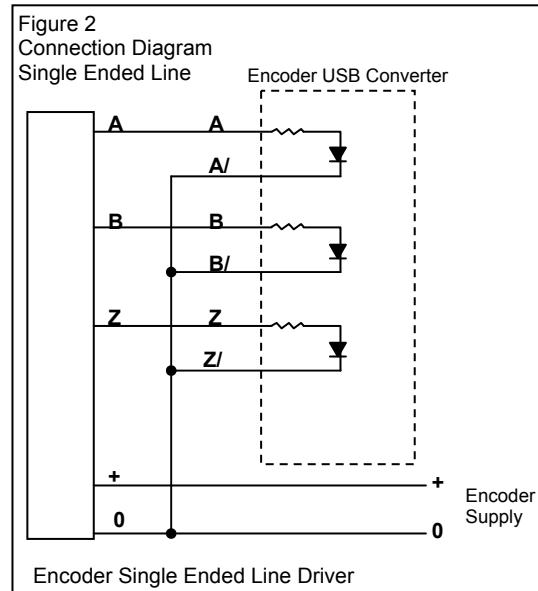 Figure 2
Connection Diagram
Single Ended Line
Encoder USB Converter
A A
A/
B B
B/
Z Z
Z/
+ +
Encoder
Supply
0 0
Encoder Single Ended Line Driver